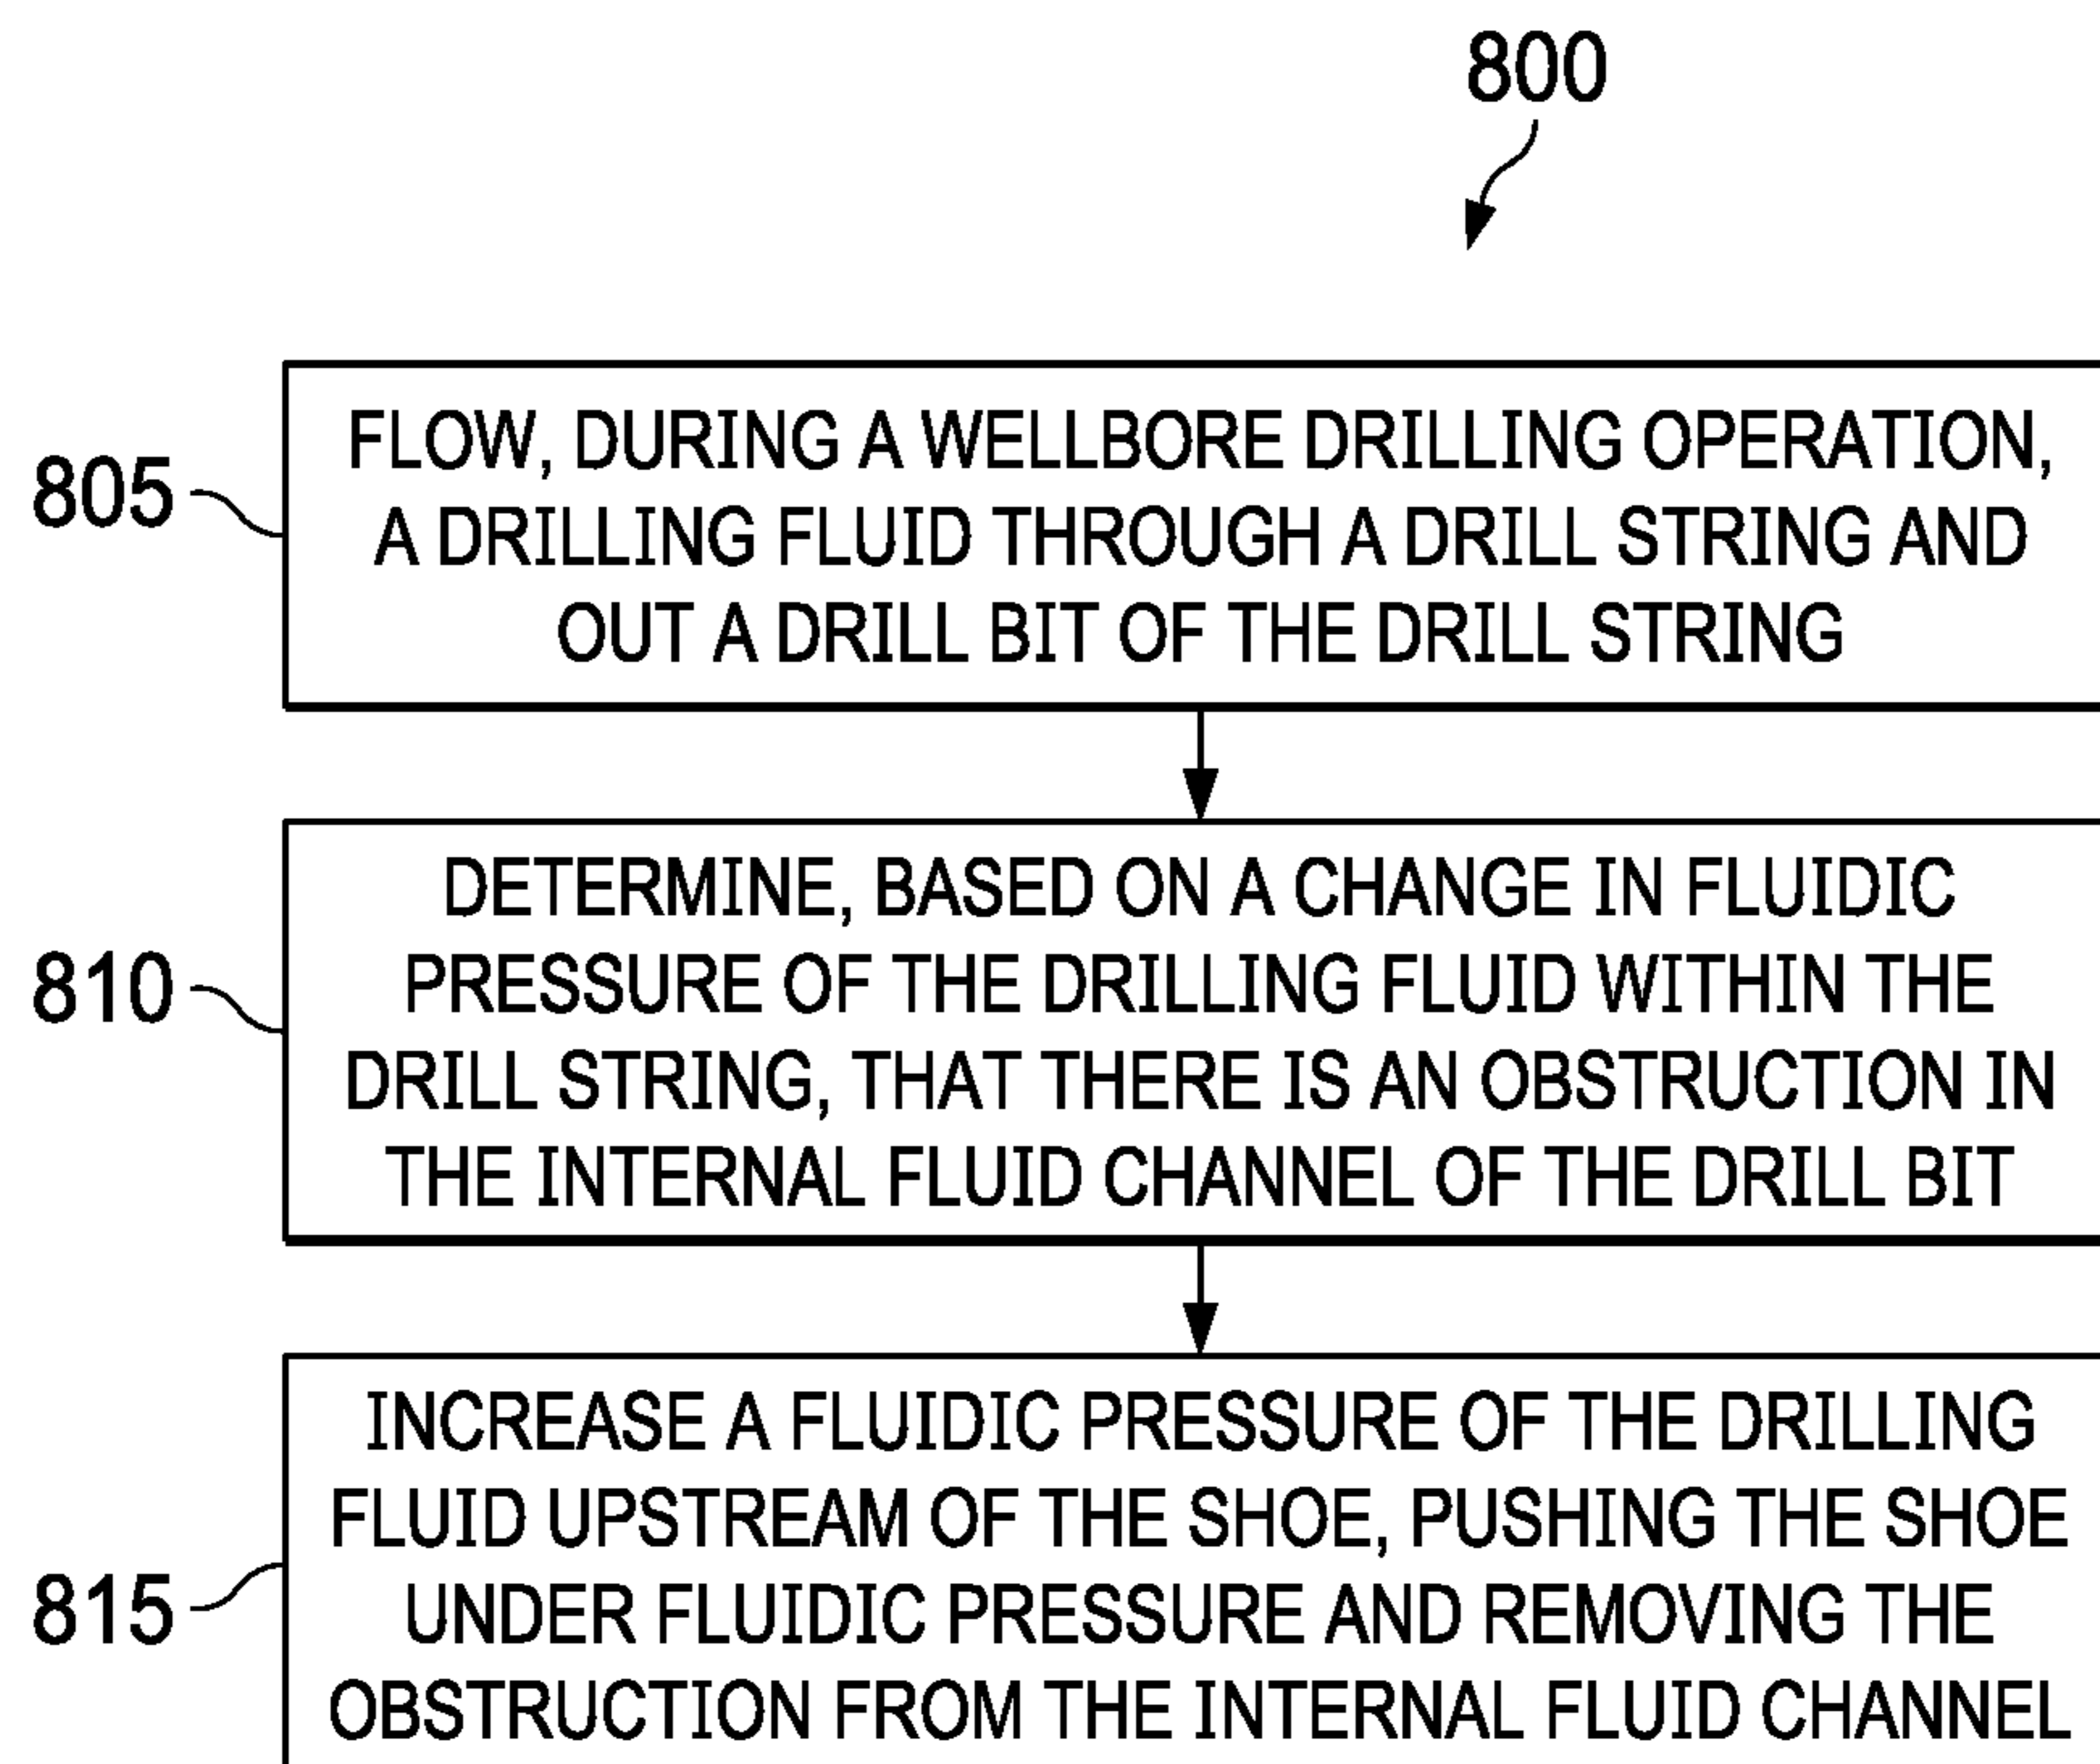 800
805
FLOW, DURING A WELLBORE DRILLING OPERATION,
A DRILLING FLUID THROUGH A DRILL STRING AND
OUT A DRILL BIT OF THE DRILL STRING
810
DETERMINE, BASED ON A CHANGE IN FLUIDIC
PRESSURE OF THE DRILLING FLUID WITHIN THE
DRILL STRING, THAT THERE IS AN OBSTRUCTION IN
THE INTERNAL FLUID CHANNEL OF THE DRILL BIT
815
INCREASE A FLUIDIC PRESSURE OF THE DRILLING
FLUID UPSTREAM OF THE SHOE, PUSHING THE SHOE
UNDER FLUIDIC PRESSURE AND REMOVING THE
OBSTRUCTION FROM THE INTERNAL FLUID CHANNEL